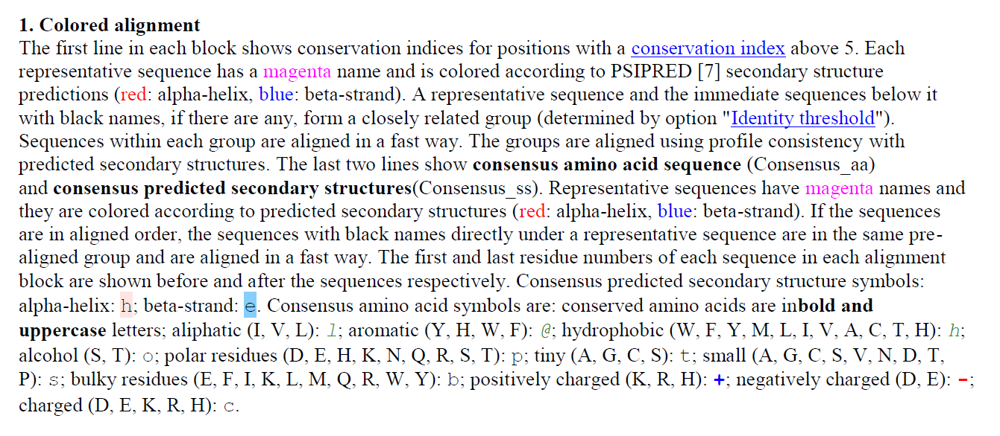 1. Colored alignment
The first line in each block shows conservation indices for positions with a conservation index above 5. Each
representative sequence has a magenta name and is colored according to PSIPRED [7] secondary structure
predictions (red: alpha-helix, blue: beta-strand). A representative sequence and the immediate sequences below it
with black names, if there are any, form a closely related group (determined by option "Identity threshold").
Sequences within each group are aligned in a fast way. The groups are aligned using profile consistency with
predicted secondary structures. The last two lines show consensus amino acid sequence (Consensus_aa)
and consensus predicted secondary structures(Consensus_ss). Representative sequences have magenta names and
they are colored according to predicted secondary structures (red: alpha-helix, blue: beta-strand). If the sequences
are in aligned order, the sequences with black names directly under a representative sequence are in the same pre-
aligned group and are aligned in a fast way. The first and last residue numbers of each sequence in each alignment
block are shown before and after the sequences respectively. Consensus predicted secondary structure symbols:
alpha-helix: h; beta-strand: e. Consensus amino acid symbols are: conserved amino acids are inbold and
uppercase letters; aliphatic (I, V, L): l; aromatic (Y, H, W, F): @; hydrophobic (W, F, Y, M, L, I, V, A, C, T, H): h;
alcohol (S, T): o; polar residues (D, E, H, K, N, Q, R, S, T): p; tiny (A, G, C, S): t; small (A, G, C, S, V, N, D, T,
P): s; bulky residues (E, F, I, K, L, M, Q, R, W, Y): b; positively charged (K, R, H): +; negatively charged (D, E): -;
charged (D, E, K, R, H): c.